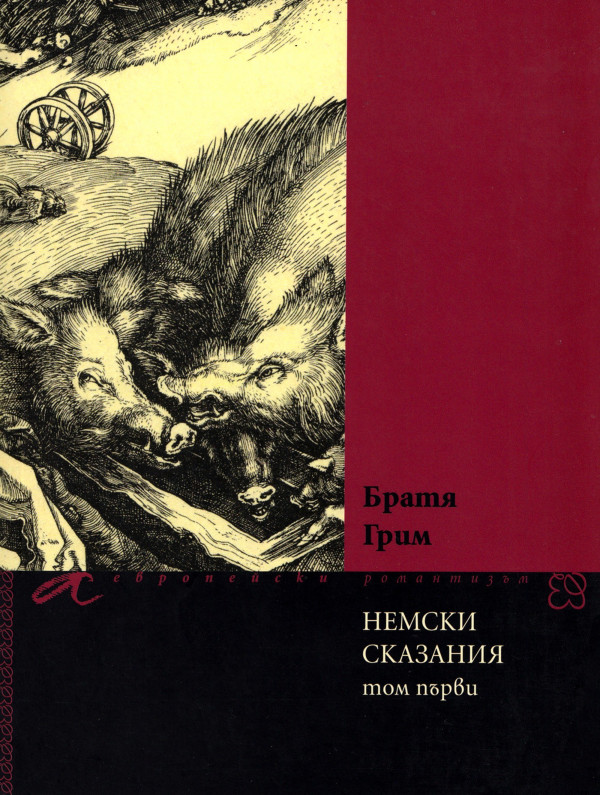 Братя
Грим
европейски романтизъм
НЕМСКИ
СКАЗАНИЯ
том първи